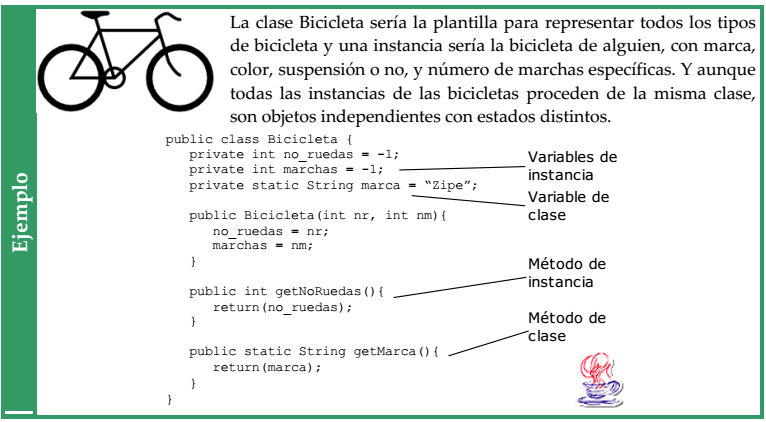 La clase Bicicleta sería la plantilla para representar todos los tipos
de bicicleta y una instancia sería la bicicleta de alguien, con marca,
color, suspensión o no, y número de marchas específicas. Y aunque
todas las instancias de las bicicletas proceden de la misma clase,
son objetos independientes con estados distintos.
Ejemplo
public class Bicicleta {
private int no_ruedas = -1;
private int marchas = -1;
private static String marca = “Zipe”;
Variables de
instancia
Variable de
clase
public Bicicleta(int nr, int nm){
no_ruedas = nr;
marchas = nm;
}
public int getNoRuedas(){
return(no_ruedas);
}
Método de
instancia
public static String getMarca(){
return(marca);
}
}
Método de
clase